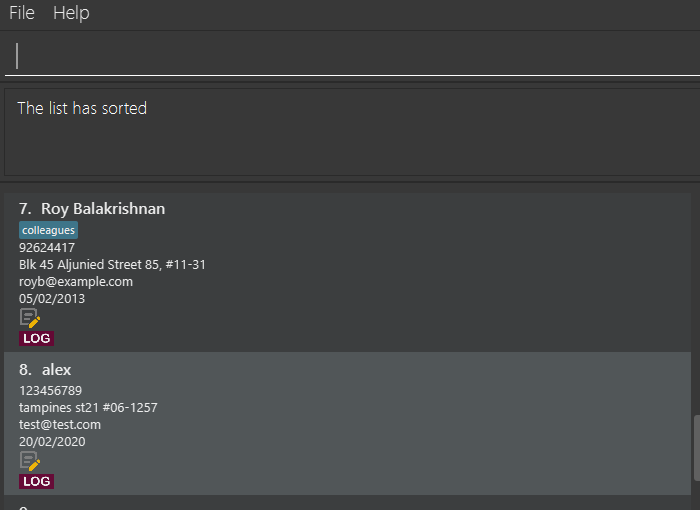 File Help
The list has sorted
7. Roy Balakrishnan
colleagues
92624417
Blk 45 Aljunied Street 85, #11-31
royb@example.com
05/02/2013
LOG
8. alex
123456789
tampines st21 #06-1257
test@test.com
20/02/2020
LOG